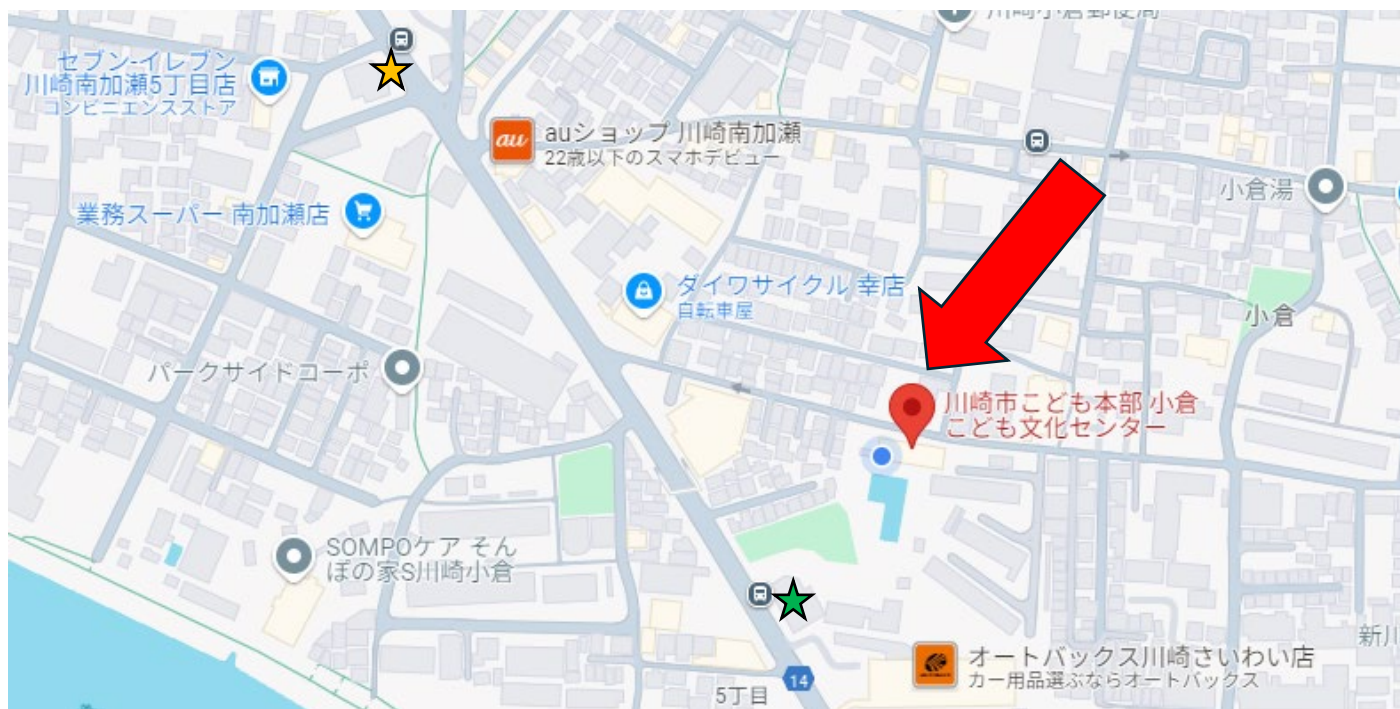 川崎小倉郵便局
セブン-イレブン
川崎南加瀬5丁目店
コンビニエンスストア
au
auショップ 川崎南加瀬
22歳以下のスマホデビュー
小倉湯
業務スーパー 南加瀬店
ダイワサイクル 幸店
自転車屋
小倉
パークサイドコーポ
川崎市こども本部 小倉
こども文化センター
SOMPOケア そん
ぽの家S川崎小倉
新川
オートバックス川崎さいわい店
カー用品選ぶならオートバックス
14
5丁目